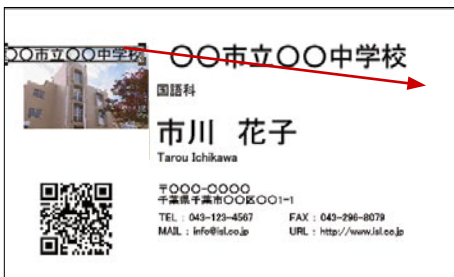 〇〇市立〇〇中学校
〇〇市立〇〇中学校
国語科
市川 花子
Tarou Ichikawa
〒〇〇〇-〇〇〇〇
千葉県千葉市〇〇区〇〇1-1
TEL : 043-123-4567 FAX : 043-296-8079
MAIL : info@isl.co.jp URL : http://www.isl.co.jp